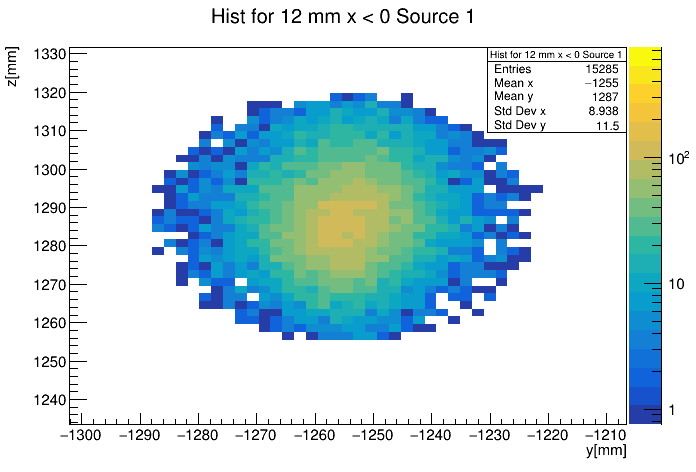 Hist for 12 mm x < 0 Source 1
z[mm]
Hist for 12 mm x < 0 Source 1
Entries 15285
Mean x −1255
Mean y 1287
Std Dev x 8.938
Std Dev y 11.5
1330
1320
1310
1300
1290
1280
1270
1260
1250
1240
10²
10
1
−1300 −1290 −1280 −1270 −1260 −1250 −1240 −1230 −1220 −1210
y[mm]